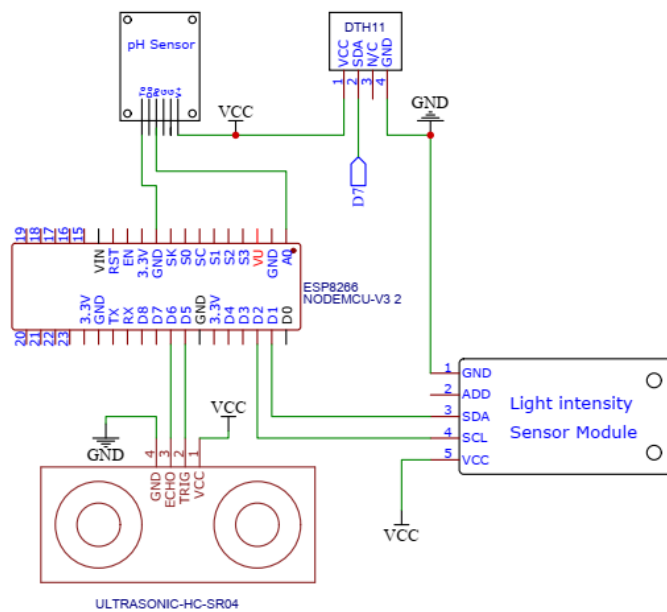 pH Sensor
To
Do
Po
G
G
V+
VCC
DTH11
VCC
SDA
N/C
GND
1
2
3
4
GND
D7
19
18
17
16
15
VIN
RST
EN
3.3V
GND
SK
S0
SC
S1
S2
S3
VU
GND
A0
ESP8266
NODEMCU-V3 2
20
21
22
23
3.3V
GND
TX
RX
D8
D7
D6
D5
GND
3.3V
D4
D3
D2
D1
D0
1 GND
2 ADD
3 SDA
4 SCL
5 VCC
Light intensity
Sensor Module
VCC
GND
VCC
4
3
2
1
GND
ECHO
TRIG
VCC
ULTRASONIC-HC-SR04